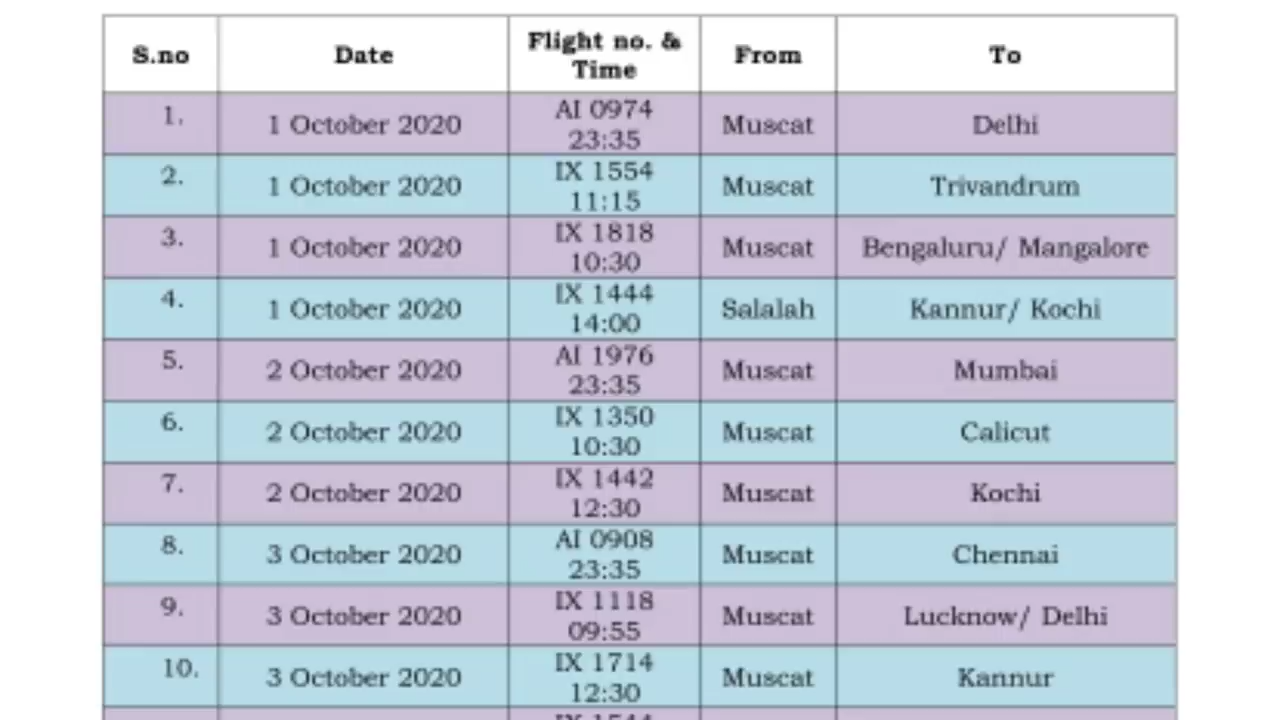 S.no Date Flight no. & Time From To
1. 1 October 2020 AI 0974 23:35 Muscat Delhi
2. 1 October 2020 IX 1554 11:15 Muscat Trivandrum
3. 1 October 2020 IX 1818 10:30 Muscat Bengaluru/ Mangalore
4. 1 October 2020 IX 1444 14:00 Salalah Kannur/ Kochi
5. 2 October 2020 AI 1976 23:35 Muscat Mumbai
6. 2 October 2020 IX 1350 10:30 Muscat Calicut
7. 2 October 2020 IX 1442 12:30 Muscat Kochi
8. 3 October 2020 AI 0908 23:35 Muscat Chennai
9. 3 October 2020 IX 1118 09:55 Muscat Lucknow/ Delhi
10. 3 October 2020 IX 1714 12:30 Muscat Kannur